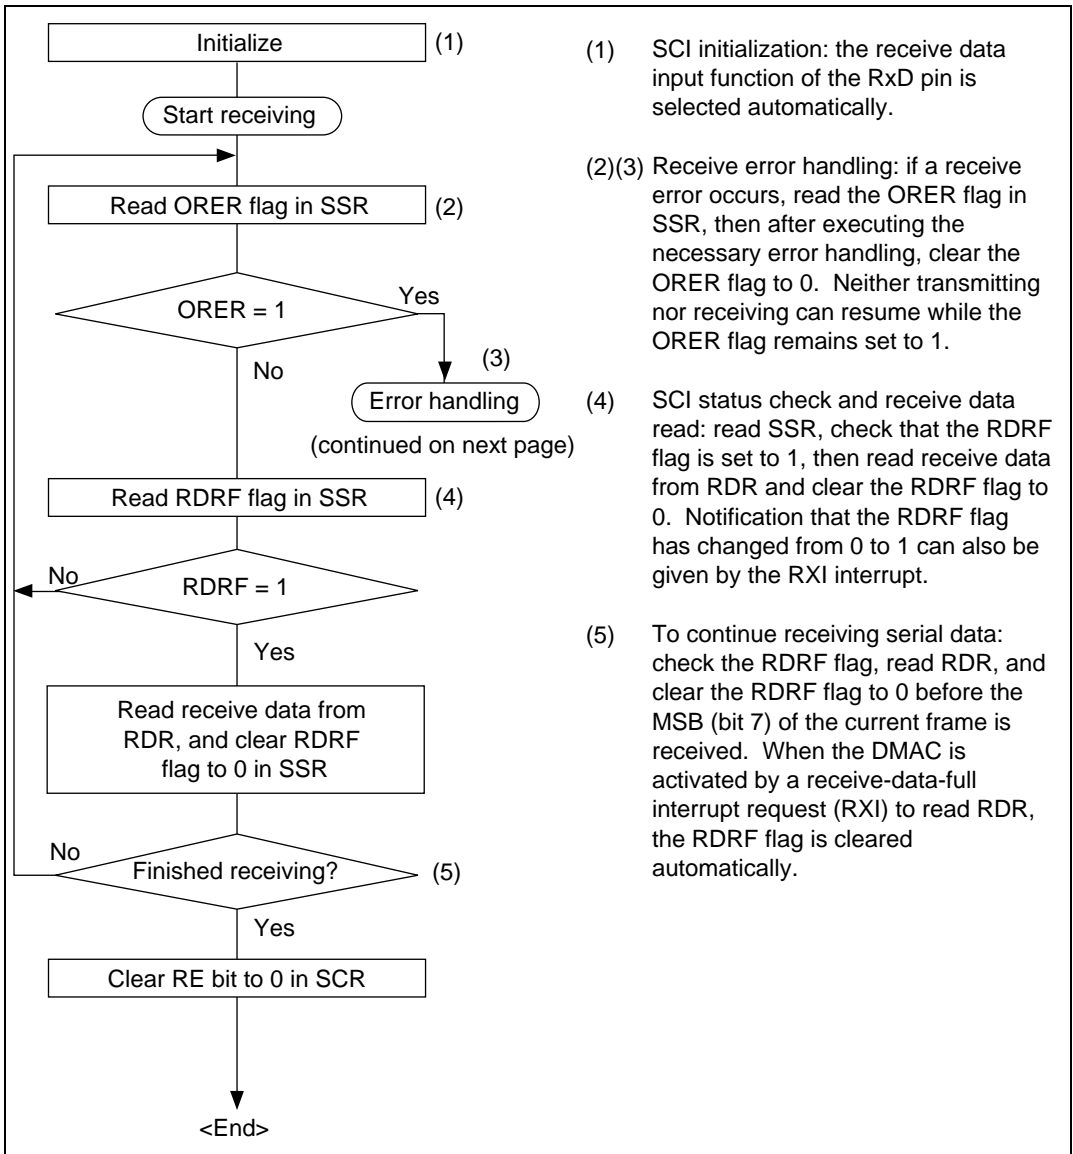 Initialize
(1)
Start receiving
Read ORER flag in SSR
(2)
ORER = 1
Yes
No
(3)
Error handling
(continued on next page)
Read RDRF flag in SSR
(4)
No
RDRF = 1
Yes
Read receive data from
RDR, and clear RDRF
flag to 0 in SSR
No
Finished receiving?
(5)
Yes
Clear RE bit to 0 in SCR
<End>
(1) SCI initialization: the receive data
input function of the RxD pin is
selected automatically.
(2)(3) Receive error handling: if a receive
error occurs, read the ORER flag in
SSR, then after executing the
necessary error handling, clear the
ORER flag to 0. Neither transmitting
nor receiving can resume while the
ORER flag remains set to 1.
(4) SCI status check and receive data
read: read SSR, check that the RDRF
flag is set to 1, then read receive data
from RDR and clear the RDRF flag to
0. Notification that the RDRF flag
has changed from 0 to 1 can also be
given by the RXI interrupt.
(5) To continue receiving serial data:
check the RDRF flag, read RDR, and
clear the RDRF flag to 0 before the
MSB (bit 7) of the current frame is
received. When the DMAC is
activated by a receive-data-full
interrupt request (RXI) to read RDR,
the RDRF flag is cleared
automatically.